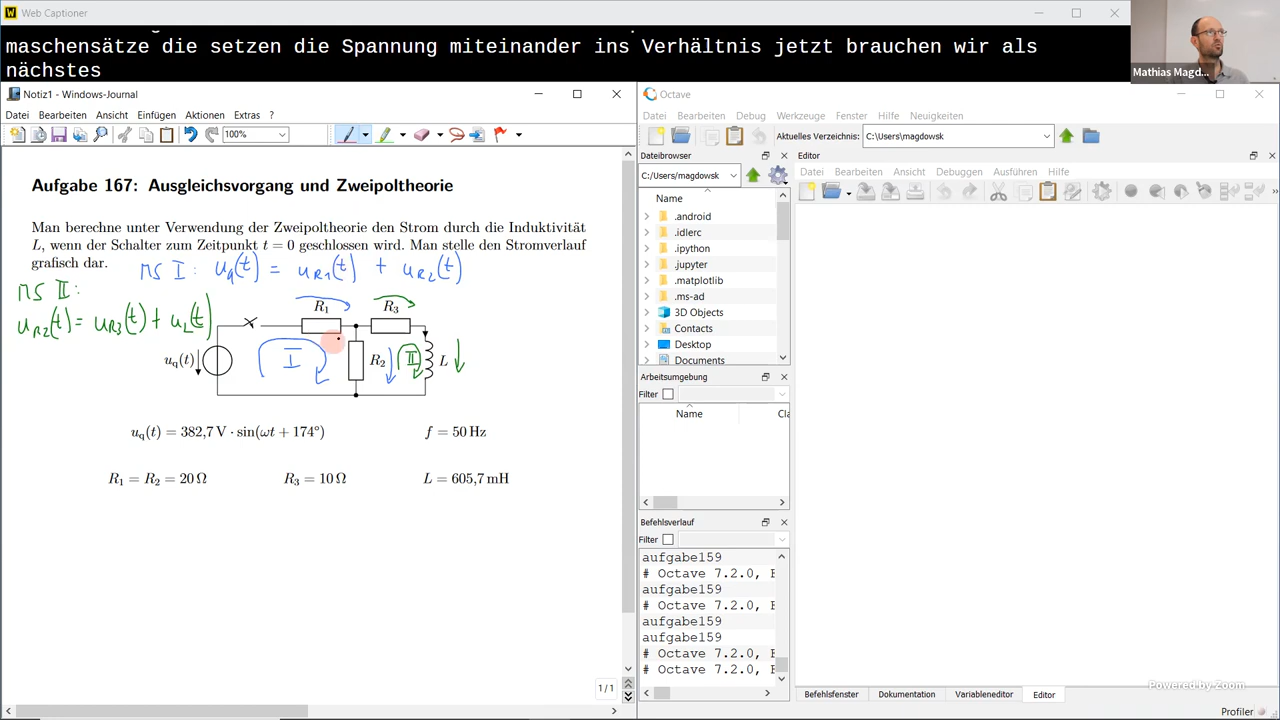 Web Captioner
maschensätze die setzen die Spannung miteinander ins Verhältnis jetzt brauchen wir als
nächstes
Mathias Magd...
Notiz1 - Windows-Journal
Datei Bearbeiten Ansicht Einfügen Aktionen Extras ?
100%
Aufgabe 167: Ausgleichsvorgang und Zweipoltheorie
Man berechne unter Verwendung der Zweipoltheorie den Strom durch die Induktivität
L, wenn der Schalter zum Zeitpunkt t = 0 geschlossen wird. Man stelle den Stromverlauf
grafisch dar.
MS I: uq(t) = uR1(t) + uR2(t)
MS II:
uR2(t) = uR3(t) + uL(t)
R1
R3
uq(t)
I
R2
II
L
uq(t) = 382,7 V · sin(ωt + 174°)
f = 50 Hz
R1 = R2 = 20 Ω
R3 = 10 Ω
L = 605,7 mH
1/1
Octave
Datei Bearbeiten Debug Werkzeuge Fenster Hilfe Neuigkeiten
Aktuelles Verzeichnis: C:\Users\magdowsk
Dateibrowser
C:/Users/magdowsk
Name
.android
.idlerc
.ipython
.jupyter
.matplotlib
.ms-ad
3D Objects
Contacts
Desktop
Documents
Arbeitsumgebung
Filter
Name Cla
Befehlsverlauf
Filter
aufgabe159
# Octave 7.2.0, F
aufgabe159
# Octave 7.2.0, F
aufgabe159
aufgabe159
# Octave 7.2.0, F
# Octave 7.2.0, F
Editor
Datei Bearbeiten Ansicht Debuggen Ausführen Hilfe
Befehlsfenster Dokumentation Variableneditor Editor
Powered by Zoom
Profiler